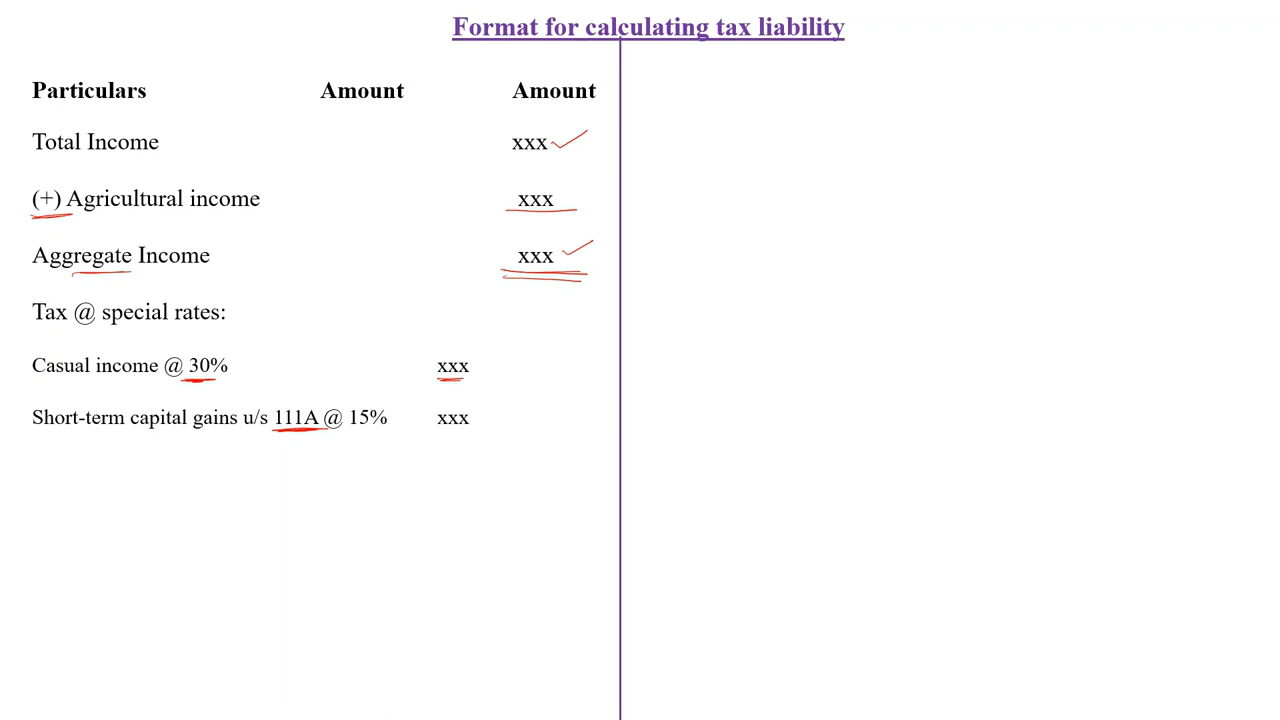 Format for calculating tax liability
Particulars Amount Amount
Total Income xxx
(+) Agricultural income xxx
Aggregate Income xxx
Tax @ special rates:
Casual income @ 30% xxx
Short-term capital gains u/s 111A @ 15% xxx